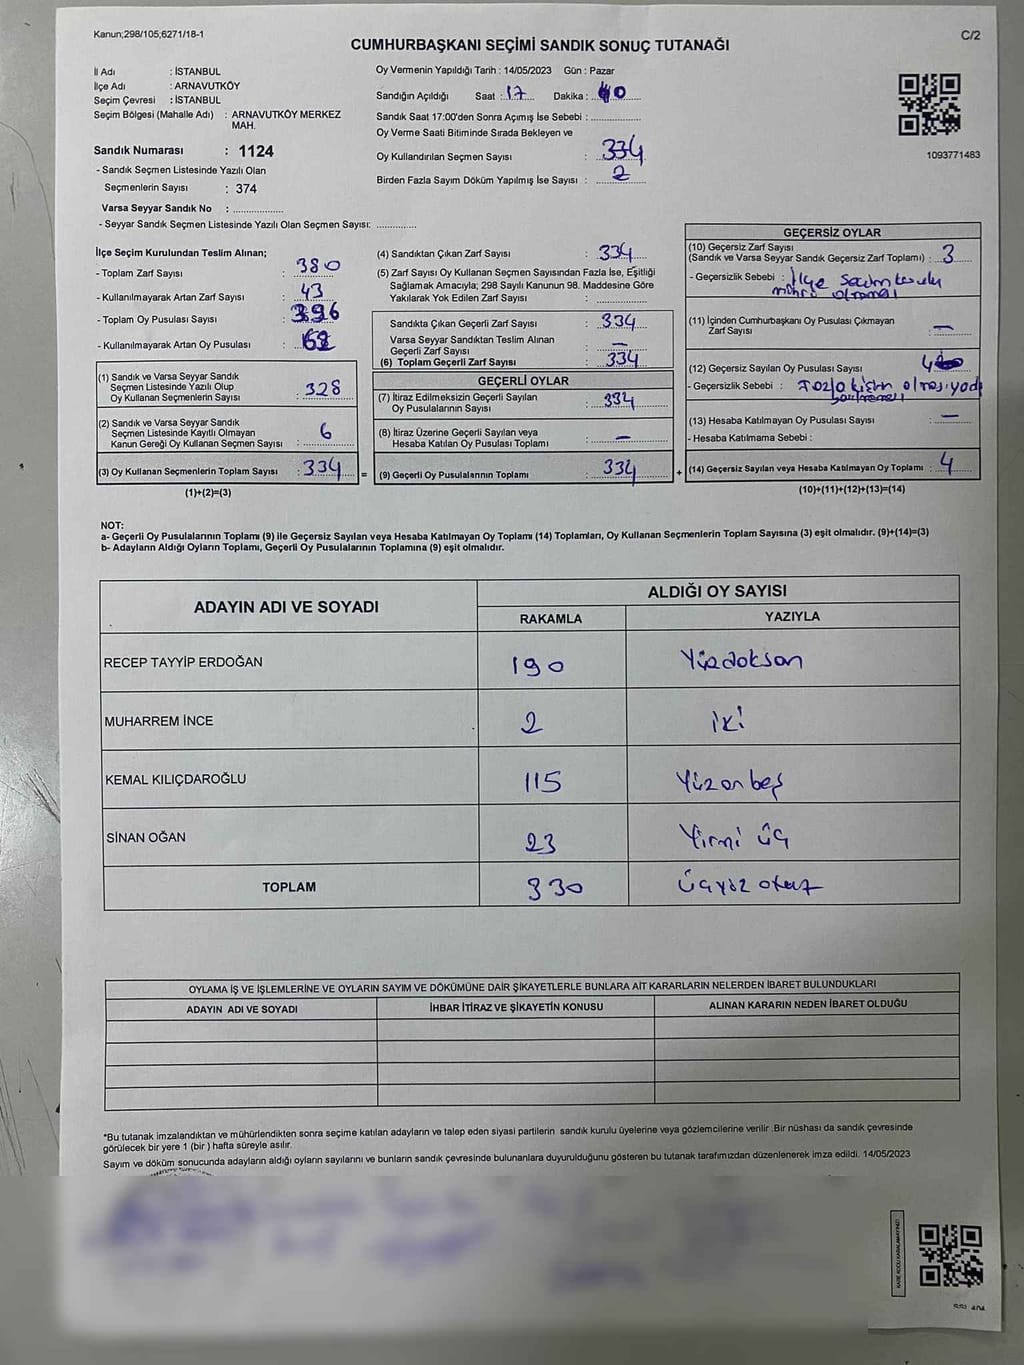 Kanun;298/105;6271/18-1
C/2
CUMHURBAŞKANI SEÇİMİ SANDIK SONUÇ TUTANAĞI
İl Adı : İSTANBUL
İlçe Adı : ARNAVUTKÖY
Seçim Çevresi : İSTANBUL
Seçim Bölgesi (Mahalle Adı) : ARNAVUTKÖY MERKEZ
MAH.
Sandık Numarası : 1124
- Sandık Seçmen Listesinde Yazılı Olan
Seçmenlerin Sayısı : 374
Varsa Seyyar Sandık No : ..................
- Seyyar Sandık Seçmen Listesinde Yazılı Olan Seçmen Sayısı: ..............
Oy Vermenin Yapıldığı Tarih : 14/05/2023 Gün : Pazar
Sandığın Açıldığı Saat : 17 Dakika : 40
Sandık Saat 17:00'den Sonra Açımış İse Sebebi : ..................
Oy Verme Saati Bitiminde Sırada Bekleyen ve
Oy Kullandırılan Seçmen Sayısı : 334
Birden Fazla Sayım Döküm Yapılmış İse Sayısı : 2
1093771483
İlçe Seçim Kurulundan Teslim Alınan;
- Toplam Zarf Sayısı : 380
- Kullanılmayarak Artan Zarf Sayısı : 43
- Toplam Oy Pusulası Sayısı : 396
- Kullanılmayarak Artan Oy Pusulası :
(1) Sandık ve Varsa Seyyar Sandık
Seçmen Listesinde Yazılı Olup
Oy Kullanan Seçmenlerin Sayısı : 328
(2) Sandık ve Varsa Seyyar Sandık
Seçmen Listesinde Kayıtlı Olmayan
Kanun Gereği Oy Kullanan Seçmen Sayısı : 6
(3) Oy Kullanan Seçmenlerin Toplam Sayısı : 334
(1)+(2)=(3)
(4) Sandıktan Çıkan Zarf Sayısı : 334
(5) Zarf Sayısı Oy Kullanan Seçmen Sayısından Fazla İse, Eşitliği
Sağlamak Amacıyla; 298 Sayılı Kanunun 98. Maddesine Göre
Yakılarak Yok Edilen Zarf Sayısı : ..................
Sandıkta Çıkan Geçerli Zarf Sayısı : 334
Varsa Seyyar Sandıktan Teslim Alınan
Geçerli Zarf Sayısı : —
(6) Toplam Geçerli Zarf Sayısı : 334
GEÇERLİ OYLAR
(7) İtiraz Edilmeksizin Geçerli Sayılan
Oy Pusulalarının Sayısı : 334
(8) İtiraz Üzerine Geçerli Sayılan veya
Hesaba Katılan Oy Pusulası Toplamı : —
= (9) Geçerli Oy Pusulalarının Toplamı : 334
GEÇERSİZ OYLAR
(10) Geçersiz Zarf Sayısı
(Sandık ve Varsa Seyyar Sandık Geçersiz Zarf Toplamı) : 3
- Geçersizlik Sebebi : İlçe Seçim kurulu
mührü olmaması
(11) İçinden Cumhurbaşkanı Oy Pusulası Çıkmayan
Zarf Sayısı : —
(12) Geçersiz Sayılan Oy Pusulası Sayısı : 4
- Geçersizlik Sebebi : Fazla
(13) Hesaba Katılmayan Oy Pusulası Sayısı : —
- Hesaba Katılmama Sebebi :
+ (14) Geçersiz Sayılan veya Hesaba Katılmayan Oy Toplamı : 4
(10)+(11)+(12)+(13)=(14)
NOT:
a- Geçerli Oy Pusulalarının Toplamı (9) ile Geçersiz Sayılan veya Hesaba Katılmayan Oy Toplamı (14) Toplamları, Oy Kullanan Seçmenlerin Toplam Sayısına (3) eşit olmalıdır. (9)+(14)=(3)
b- Adayların Aldığı Oyların Toplamı, Geçerli Oy Pusulalarının Toplamına (9) eşit olmalıdır.
ADAYIN ADI VE SOYADI
ALDIĞI OY SAYISI
RAKAMLA YAZIYLA
RECEP TAYYİP ERDOĞAN 190 Yüzdoksan
MUHARREM İNCE 2 iki
KEMAL KILIÇDAROĞLU 115 Yüzonbeş
SİNAN OĞAN 23 Yirmi üç
TOPLAM 330 Üçyüz otuz
OYLAMA İŞ VE İŞLEMLERİNE VE OYLARIN SAYIM VE DÖKÜMÜNE DAİR ŞİKAYETLERLE BUNLARA AİT KARARLARIN NELERDEN İBARET BULUNDUKLARI
ADAYIN ADI VE SOYADI İHBAR İTİRAZ VE ŞİKAYETİN KONUSU ALINAN KARARIN NEDEN İBARET OLDUĞU
*Bu tutanak imzalandıktan ve mühürlendikten sonra seçime katılan adayların ve talep eden siyasi partilerin sandık kurulu üyelerine veya gözlemcilerine verilir .Bir nüshası da sandık çevresinde
görülecek bir yere 1 (bir ) hafta süreyle asılır.
Sayım ve döküm sonucunda adayların aldığı oyların sayılarını ve bunların sandık çevresinde bulunanlara duyurulduğunu gösteren bu tutanak tarafımızdan düzenlenerek imza edildi. 14/05/2023